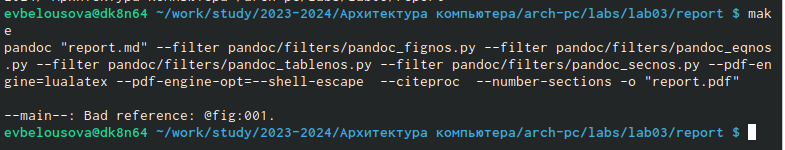 evbelousova@dk8n64 ~/work/study/2023-2024/Архитектура компьютера/arch-pc/labs/lab03/report $ mak
e
pandoc "report.md" --filter pandoc/filters/pandoc_fignos.py --filter pandoc/filters/pandoc_eqnos
.py --filter pandoc/filters/pandoc_tablenos.py --filter pandoc/filters/pandoc_secnos.py --pdf-en
gine=lualatex --pdf-engine-opt=--shell-escape  --citeproc  --number-sections -o "report.pdf"
--main--: Bad reference: @fig:001.
evbelousova@dk8n64 ~/work/study/2023-2024/Архитектура компьютера/arch-pc/labs/lab03/report $